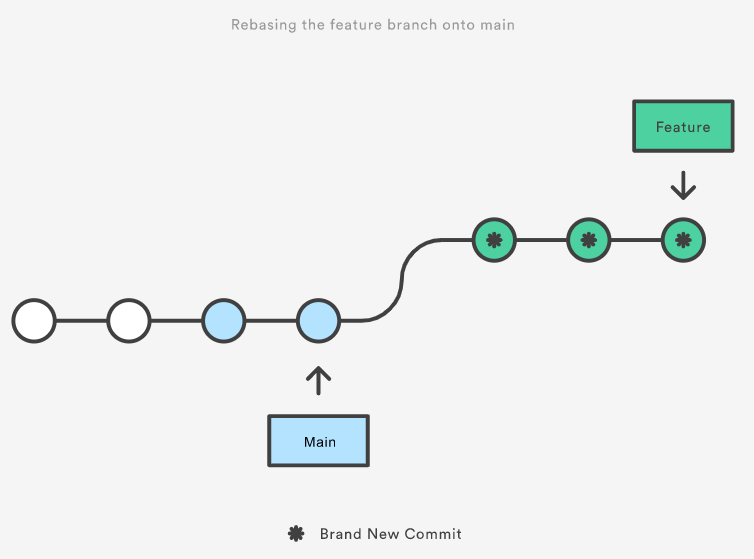 Rebasing the feature branch onto main
Feature
Main
Brand New Commit